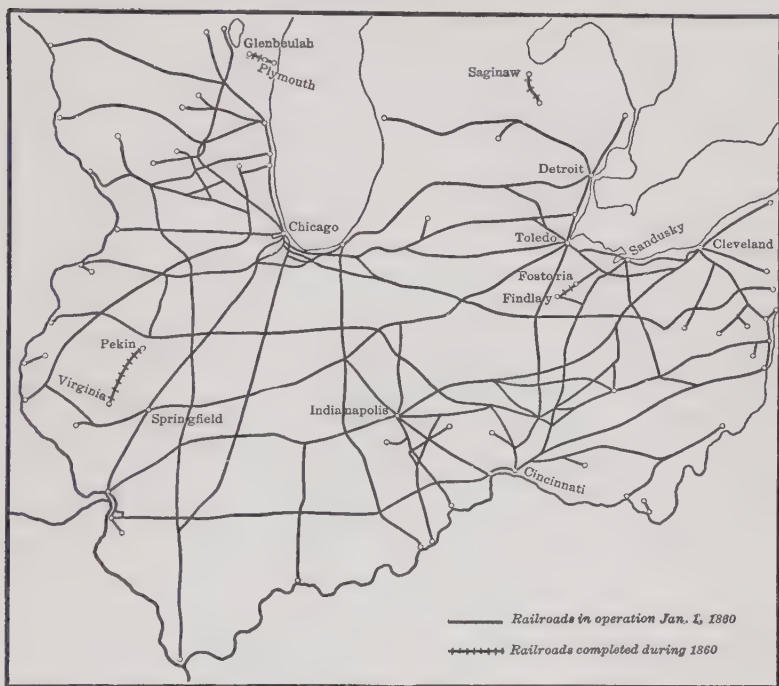 Glenbeulah
Plymouth
Saginaw
Detroit
Chicago
Toledo
Sandusky
Cleveland
Fostoria
Findlay
Pekin
Virginia
Springfield
Indianapolis
Cincinnati
Railroads in operation Jan. 1, 1860
Railroads completed during 1860